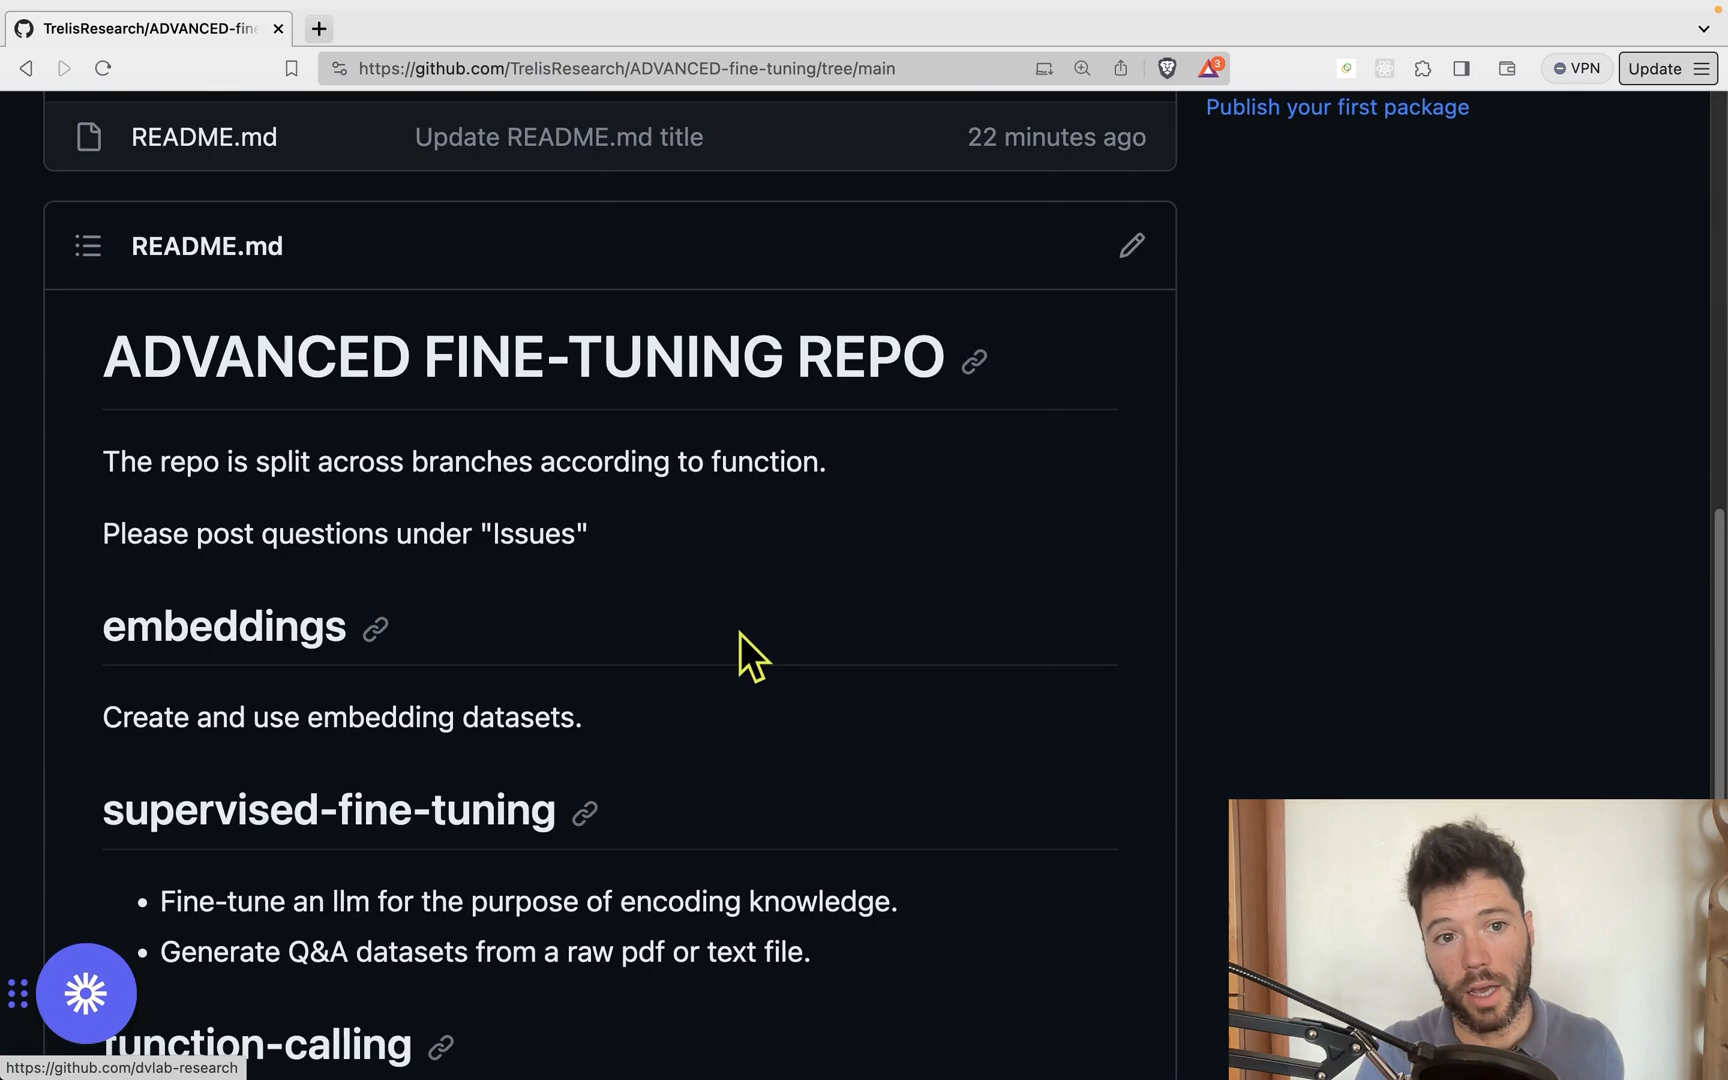 TrelisResearch/ADVANCED-fin
https://github.com/TrelisResearch/ADVANCED-fine-tuning/tree/main
3
VPN
Update
Publish your first package
README.md Update README.md title 22 minutes ago
README.md
ADVANCED FINE-TUNING REPO
The repo is split across branches according to function.
Please post questions under "Issues"
embeddings
Create and use embedding datasets.
supervised-fine-tuning
• Fine-tune an llm for the purpose of encoding knowledge.
• Generate Q&A datasets from a raw pdf or text file.
function-calling
https://github.com/dvlab-research